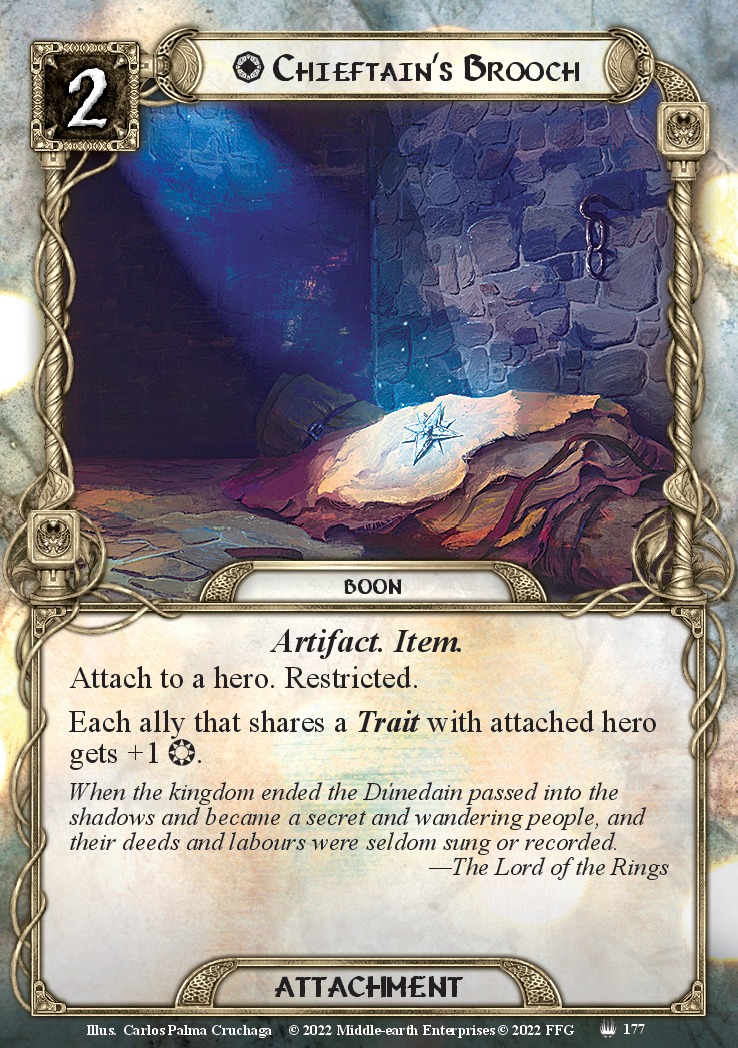 2
CHIEFTAIN'S BROOCH
BOON
Artifact. Item.
Attach to a hero. Restricted.
Each ally that shares a Trait with attached hero
gets +1 .
When the kingdom ended the Dúnedain passed into the
shadows and became a secret and wandering people, and
their deeds and labours were seldom sung or recorded.
—The Lord of the Rings
ATTACHMENT
Illus. Carlos Palma Cruchaga © 2022 Middle-earth Enterprises © 2022 FFG 177